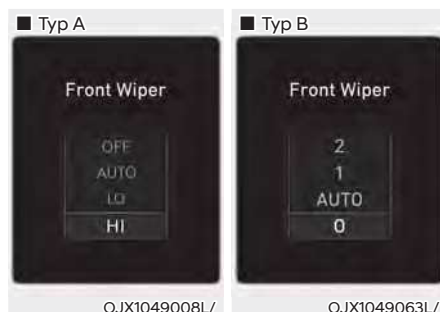 ■ Typ A
Front Wiper
OFF
AUTO
LO
HI
OJX1049008L/
■ Typ B
Front Wiper
2
1
AUTO
0
OJX1049063L/